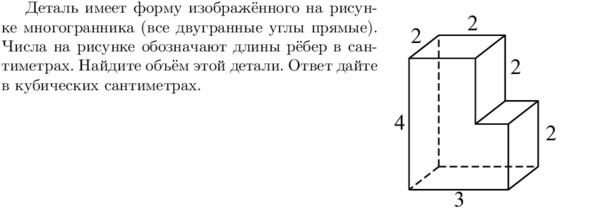 Деталь имеет форму изображённого на рисун-
ке многогранника (все двугранные углы прямые).
Числа на рисунке обозначают длины рёбер в сан-
тиметрах. Найдите объём этой детали. Ответ дайте
в кубических сантиметрах.
2
2
2
4
2
3